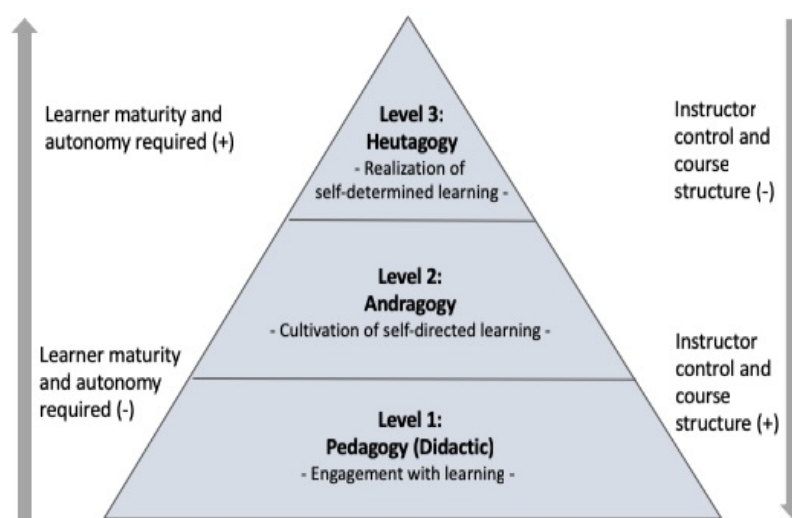 Learner maturity and
autonomy required (+)
Level 3:
Heutagogy
- Realization of
self-determined learning -
Instructor
control and
course
structure (-)
Level 2:
Andragogy
- Cultivation of self-directed learning -
Learner maturity
and autonomy
required (-)
Instructor
control and
course
structure (+)
Level 1:
Pedagogy (Didactic)
- Engagement with learning -